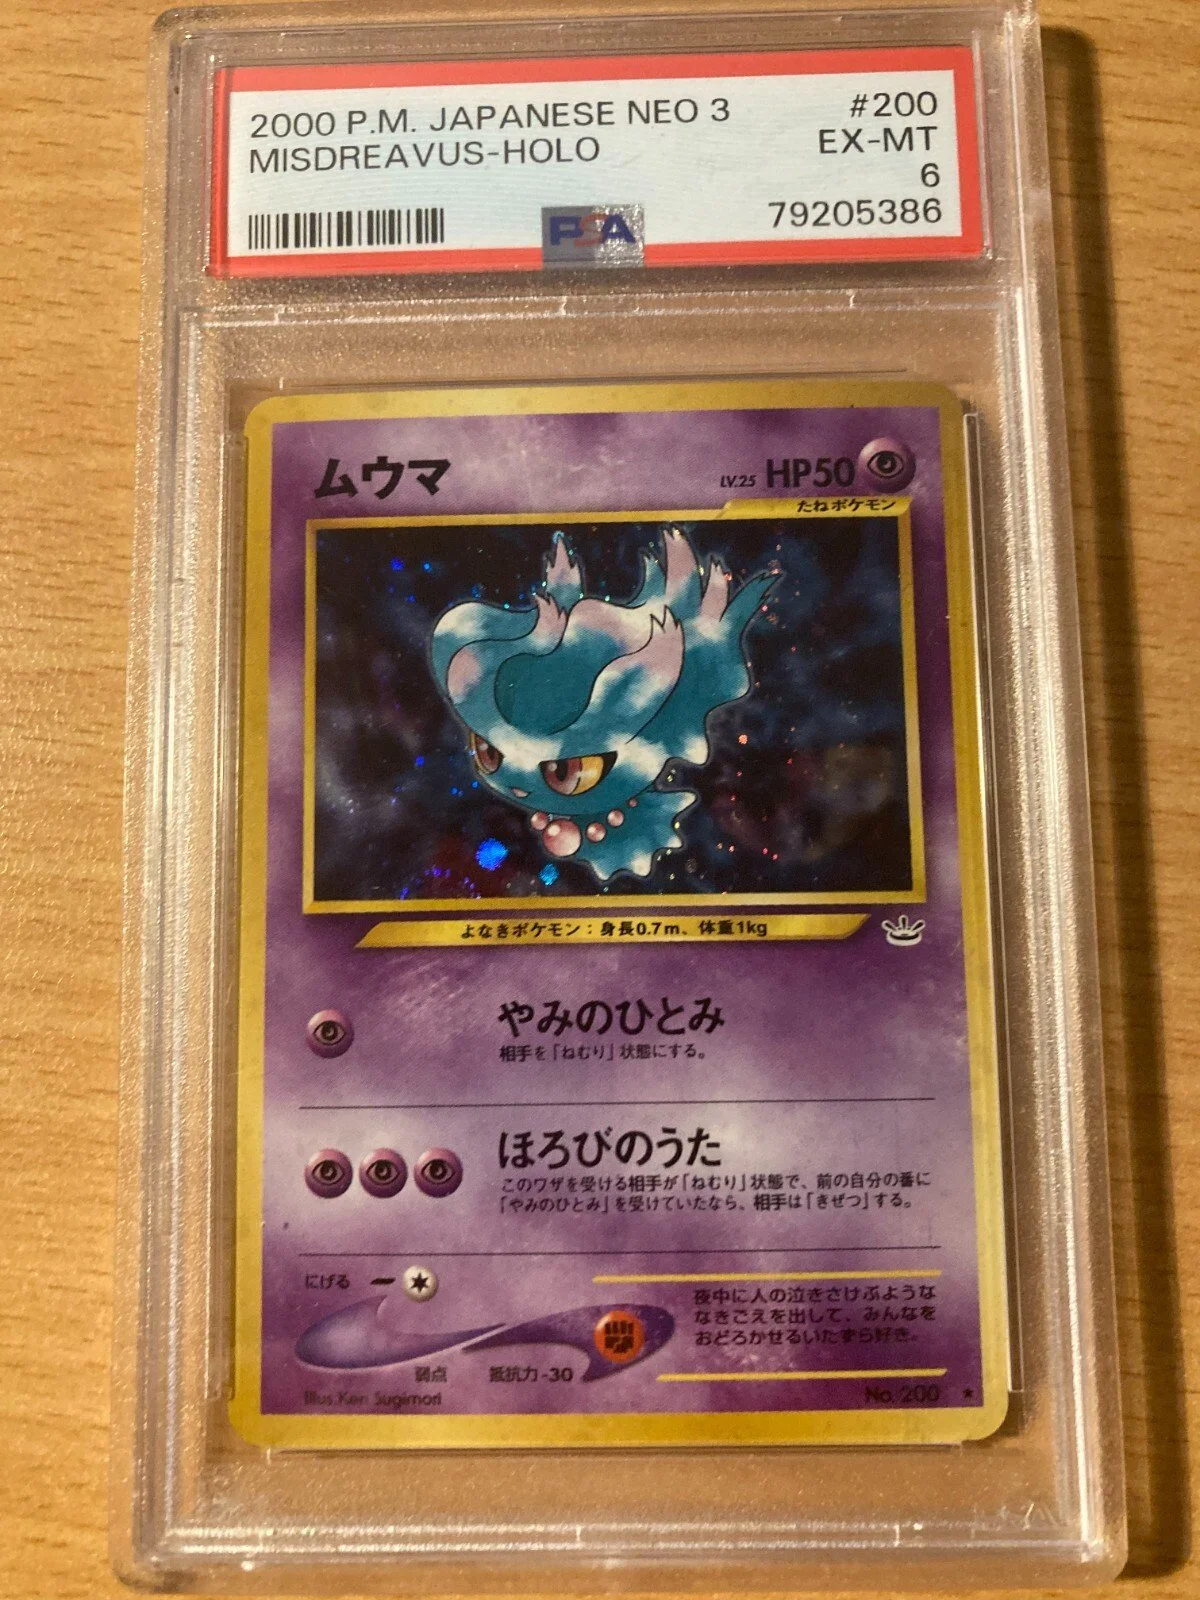 2000 P.M. JAPANESE NEO 3 #200
MISDREAVUS-HOLO EX-MT
6
PSA 79205386
ムウマ LV.25 HP50
たねポケモン
よなきポケモン：身長0.7m、体重1kg
やみのひとみ
相手を「ねむり」状態にする。
ほろびのうた
このワザを受ける相手が「ねむり」状態で、前の自分の番に
「やみのひとみ」を受けていたなら、相手は「きぜつ」する。
にげる
夜中に人の泣きさけぶような
なきごえを出して、みんなを
おどろかせるいたずら好き。
弱点 抵抗力-30
Illus.Ken Sugimori No. 200 ★